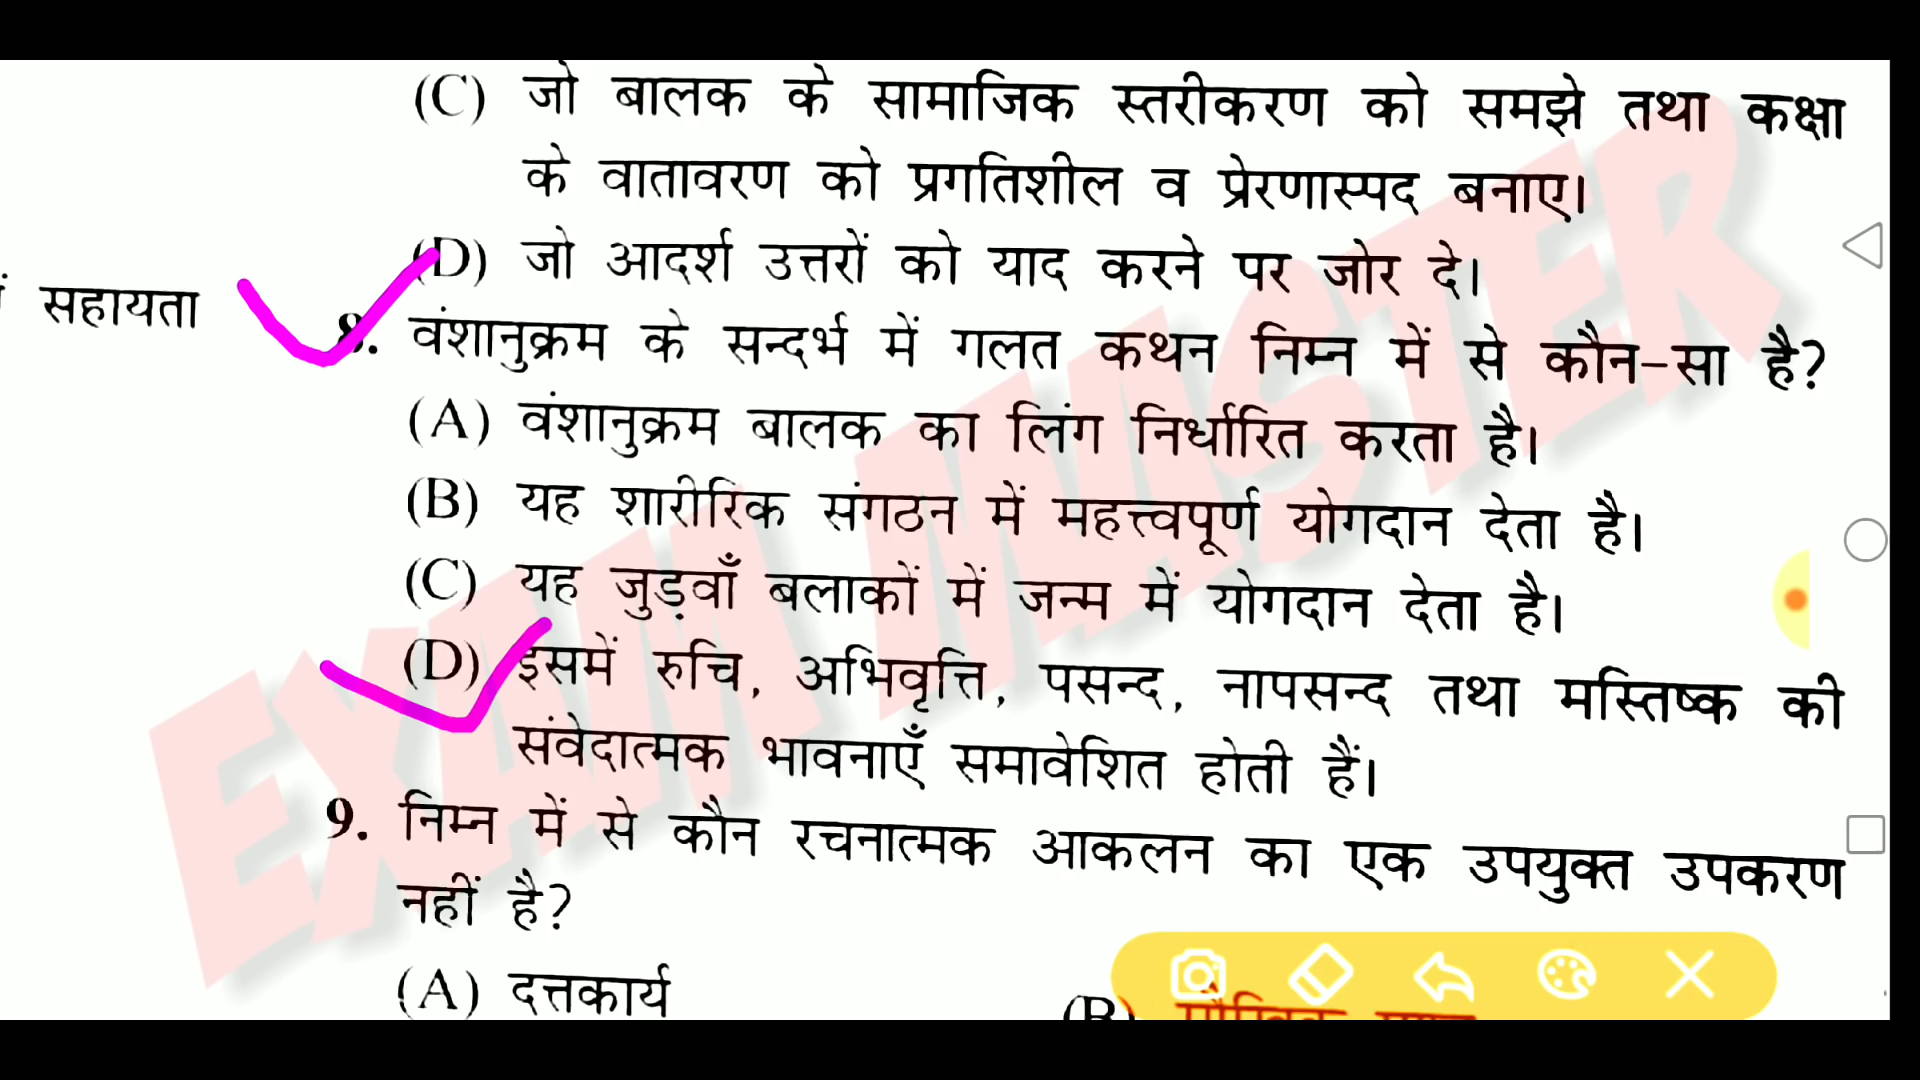 (C) जो बालक के सामाजिक स्तरीकरण को समझे तथा कक्षा
के वातावरण को प्रगतिशील व प्रेरणास्पद बनाए।
(D) जो आदर्श उत्तरों को याद करने पर जोर दे।
सहायता
8. वंशानुक्रम के सन्दर्भ में गलत कथन निम्न में से कौन-सा है?
(A) वंशानुक्रम बालक का लिंग निर्धारित करता है।
(B) यह शारीरिक संगठन में महत्त्वपूर्ण योगदान देता है।
(C) यह जुड़वाँ बलाकों में जन्म में योगदान देता है।
(D) इसमें रुचि, अभिवृत्ति, पसन्द, नापसन्द तथा मस्तिष्क की
संवेदात्मक भावनाएँ समावेशित होती हैं।
9. निम्न में से कौन रचनात्मक आकलन का एक उपयुक्त उपकरण
नहीं है?
(A) दत्तकार्य (B)
EXAM MASTER